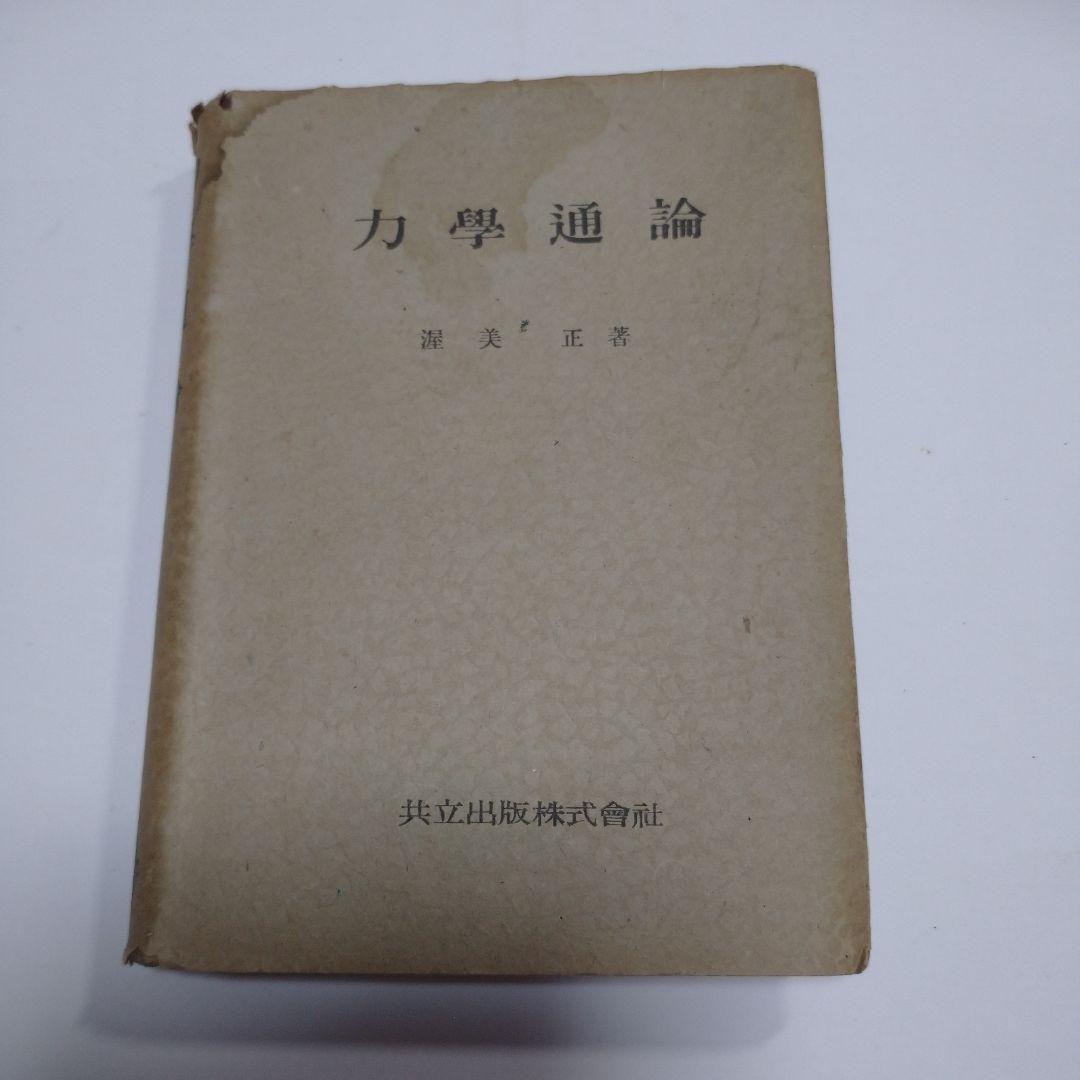 力學通論
渥美 正著
共立出版株式會社